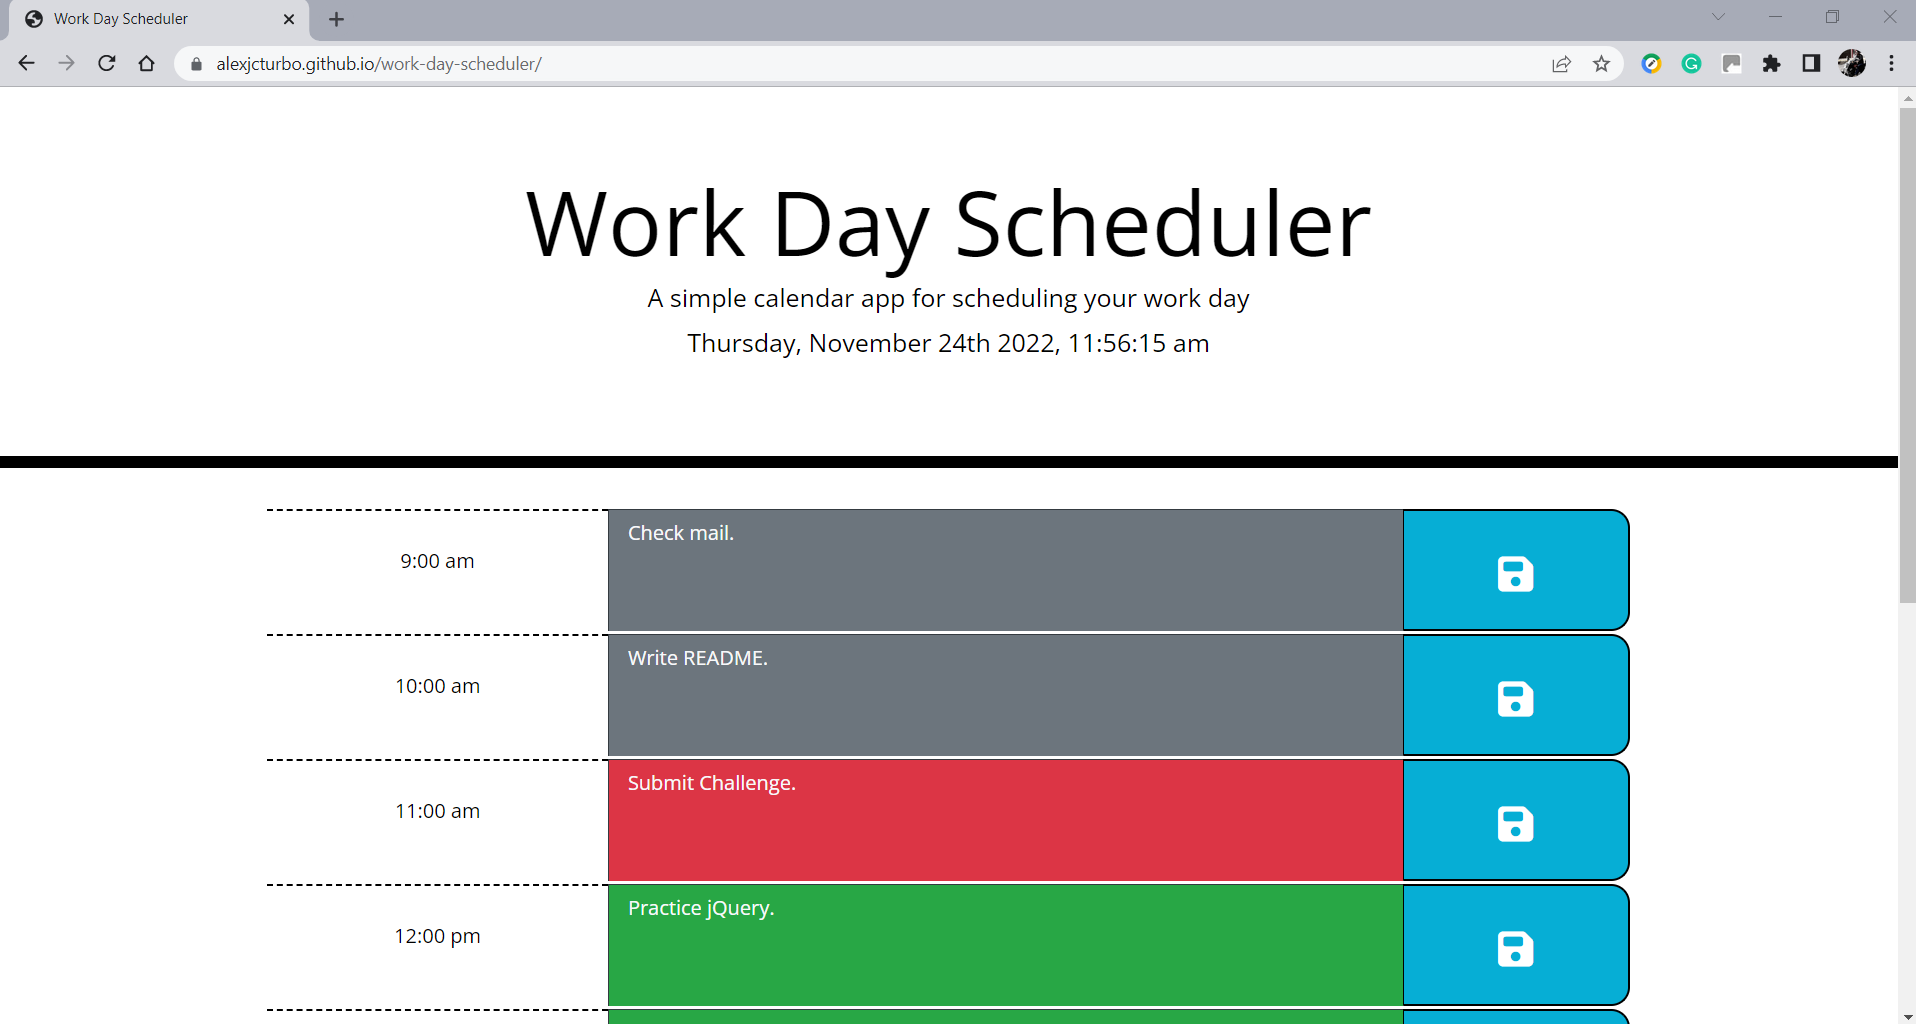 Work Day Scheduler
alexjcturbo.github.io/work-day-scheduler/
Work Day Scheduler
A simple calendar app for scheduling your work day
Thursday, November 24th 2022, 11:56:15 am
9:00 am
Check mail.
10:00 am
Write README.
11:00 am
Submit Challenge.
12:00 pm
Practice jQuery.